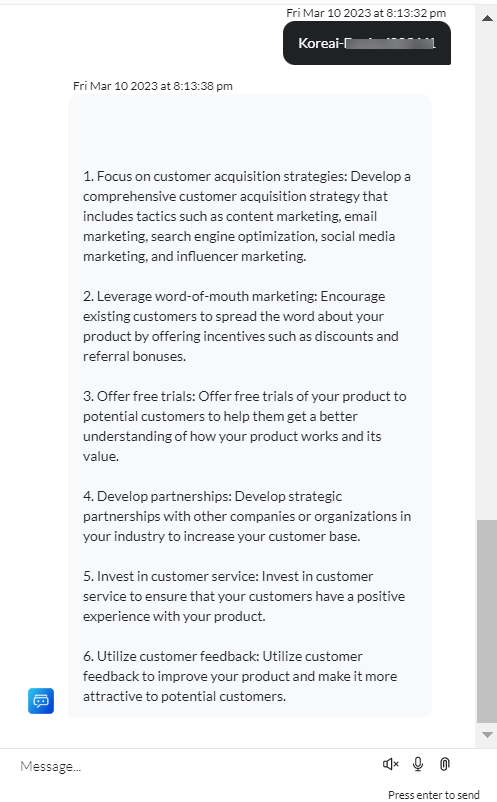 Fri Mar 10 2023 at 8:13:32 pm
Koreai-
Fri Mar 10 2023 at 8:13:38 pm
1. Focus on customer acquisition strategies: Develop a
comprehensive customer acquisition strategy that
includes tactics such as content marketing, email
marketing, search engine optimization, social media
marketing, and influencer marketing.
2. Leverage word-of-mouth marketing: Encourage
existing customers to spread the word about your
product by offering incentives such as discounts and
referral bonuses.
3. Offer free trials: Offer free trials of your product to
potential customers to help them get a better
understanding of how your product works and its
value.
4. Develop partnerships: Develop strategic
partnerships with other companies or organizations in
your industry to increase your customer base.
5. Invest in customer service: Invest in customer
service to ensure that your customers have a positive
experience with your product.
6. Utilize customer feedback: Utilize customer
feedback to improve your product and make it more
attractive to potential customers.
Message...
Press enter to send